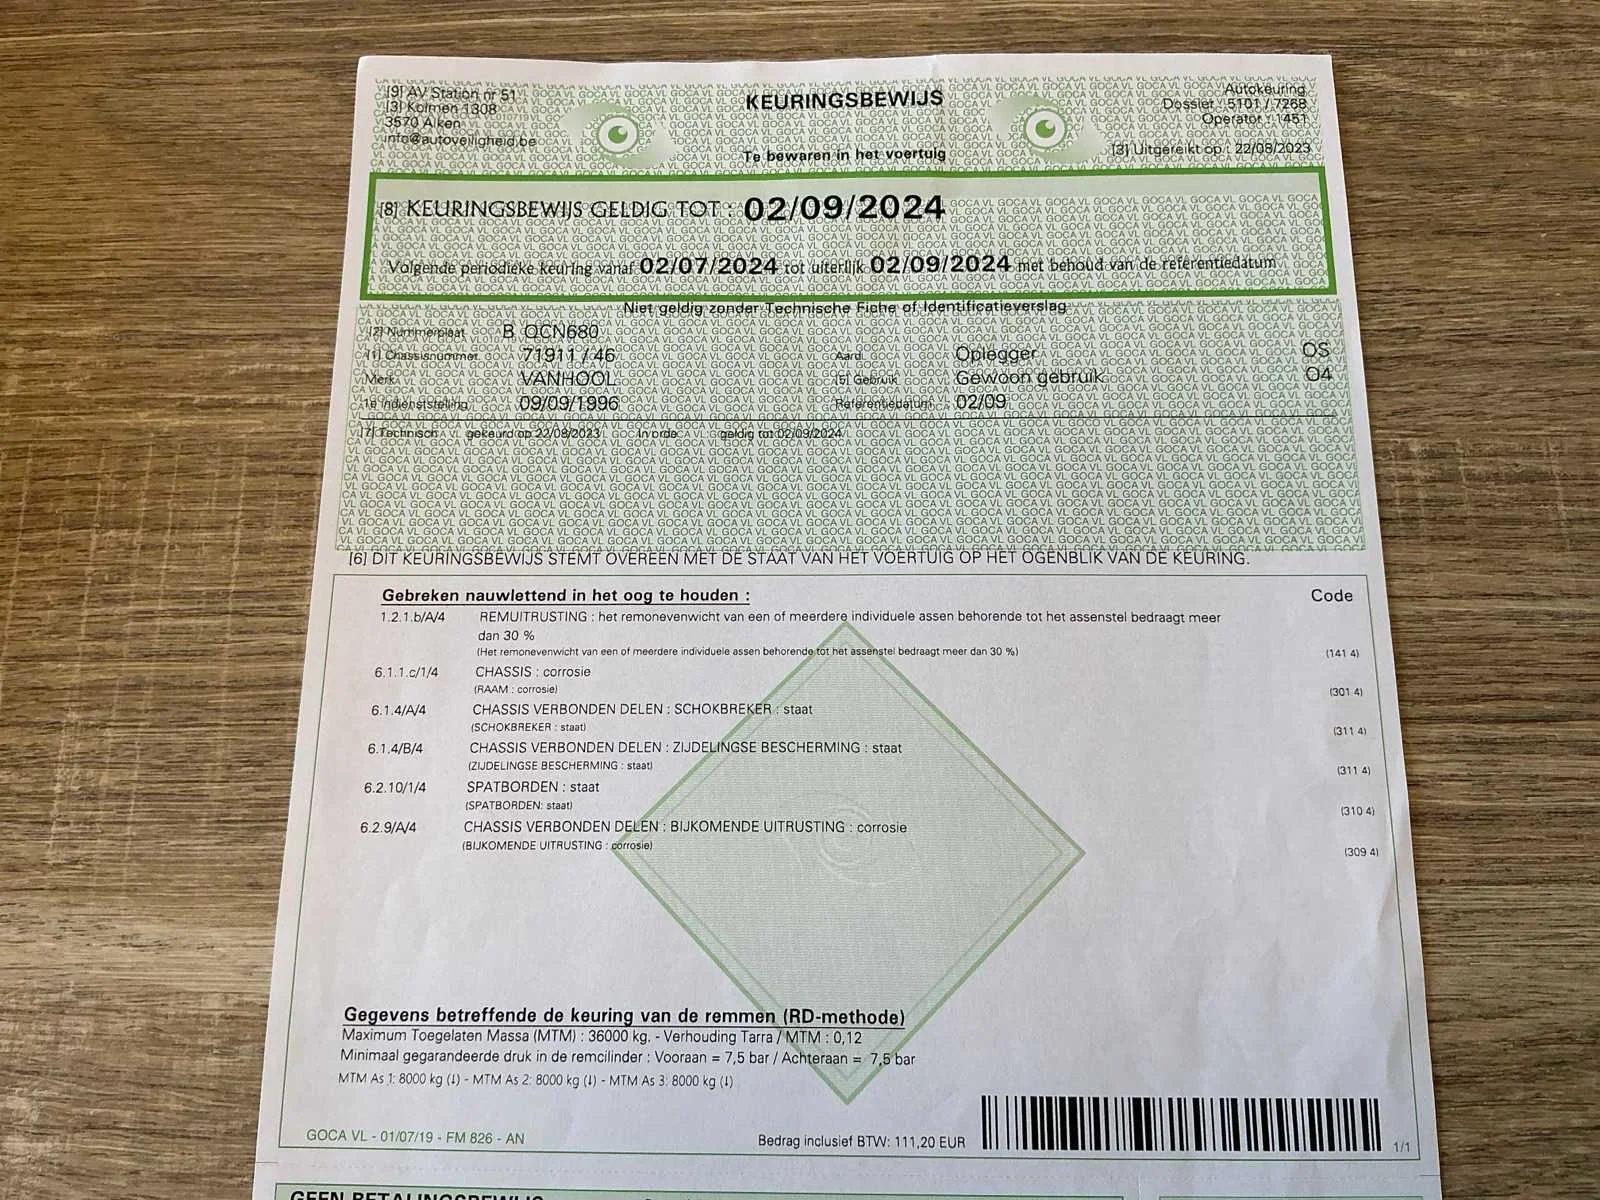 [9] AV Station nr 51
[3] Kolmen 1308
3570 Alken
info@autoveiligheid.be
KEURINGSBEWIJS
Te bewaren in het voertuig
Autokeuring
Dossier : 5101 / 7268
Operator : 1451
[3] Uitgereikt op : 22/08/2023
[8] KEURINGSBEWIJS GELDIG TOT : 02/09/2024
Volgende periodieke keuring vanaf 02/07/2024 tot uiterlijk 02/09/2024 met behoud van de referentiedatum
Niet geldig zonder Technische Fiche of Identificatieverslag
[2] Nummerplaat B QCN680
[1] Chassisnummer 71911 / 46 Aard Oplegger OS
Merk VANHOOL [5] Gebruik Gewoon gebruik O4
1e indienststelling 09/09/1996 Referentiedatum 02/09
[7] Technisch gekeurd op 22/08/2023 In orde geldig tot 02/09/2024
[6] DIT KEURINGSBEWIJS STEMT OVEREEN MET DE STAAT VAN HET VOERTUIG OP HET OGENBLIK VAN DE KEURING.
Gebreken nauwlettend in het oog te houden : Code
1.2.1.b/A/4 REMUITRUSTING : het remonevenwicht van een of meerdere individuele assen behorende tot het assenstel bedraagt meer
dan 30 %
(Het remonevenwicht van een of meerdere individuele assen behorende tot het assenstel bedraagt meer dan 30 %) (141 4)
6.1.1.c/1/4 CHASSIS : corrosie
(RAAM : corrosie) (301 4)
6.1.4/A/4 CHASSIS VERBONDEN DELEN : SCHOKBREKER : staat
(SCHOKBREKER : staat) (311 4)
6.1.4/B/4 CHASSIS VERBONDEN DELEN : ZIJDELINGSE BESCHERMING : staat
(ZIJDELINGSE BESCHERMING : staat) (311 4)
6.2.10/1/4 SPATBORDEN : staat
(SPATBORDEN: staat) (310 4)
6.2.9/A/4 CHASSIS VERBONDEN DELEN : BIJKOMENDE UITRUSTING : corrosie
(BIJKOMENDE UITRUSTING : corrosie) (309 4)
Gegevens betreffende de keuring van de remmen (RD-methode)
Maximum Toegelaten Massa (MTM) : 36000 kg. - Verhouding Tarra / MTM : 0,12
Minimaal gegarandeerde druk in de remcilinder : Vooraan = 7,5 bar / Achteraan = 7,5 bar
MTM As 1: 8000 kg (↓) - MTM As 2: 8000 kg (↓) - MTM As 3: 8000 kg (↓)
GOCA VL - 01/07/19 - FM 826 - AN
Bedrag inclusief BTW: 111,20 EUR
1/1
GEEN BETALINGSBEWIJS